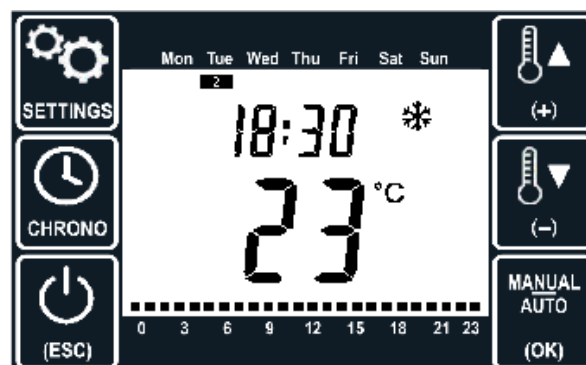 SETTINGS
CHRONO
(ESC)
Mon Tue Wed Thu Fri Sat Sun
2
18:30
23 °C
0 3 6 9 12 15 18 21 23
(+)
(–)
MANUAL
AUTO
(OK)